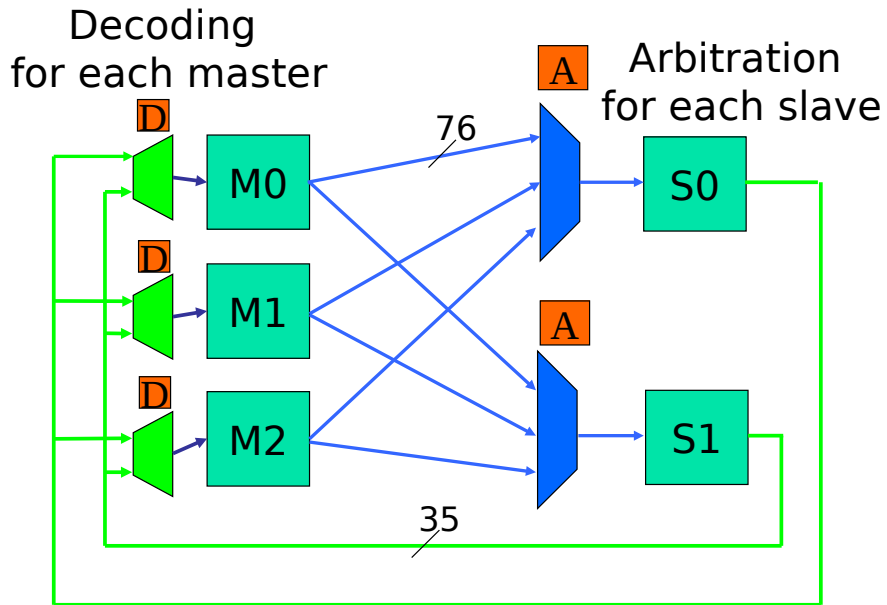 Decoding
for each master
A
Arbitration
for each slave
D
76
M0
S0
D
M1
A
D
M2
S1
35